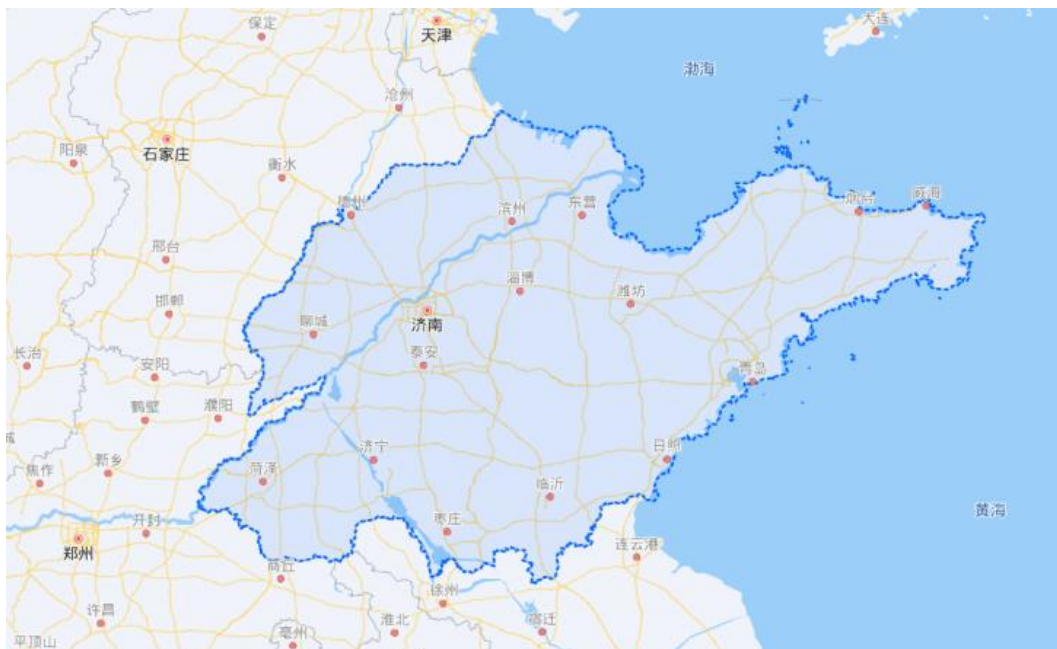 大连
保定
天津
渤海
沧州
阳泉
石家庄
衡水
德州
滨州
东营
烟台
威海
邢台
淄博
潍坊
邯郸
聊城
济南
长治
安阳
泰安
青岛
鹤壁
濮阳
城
新乡
焦作
菏泽
济宁
日照
临沂
黄海
开封
郑州
枣庄
连云港
商丘
徐州
许昌
淮北
宿迁
平顶山
亳州